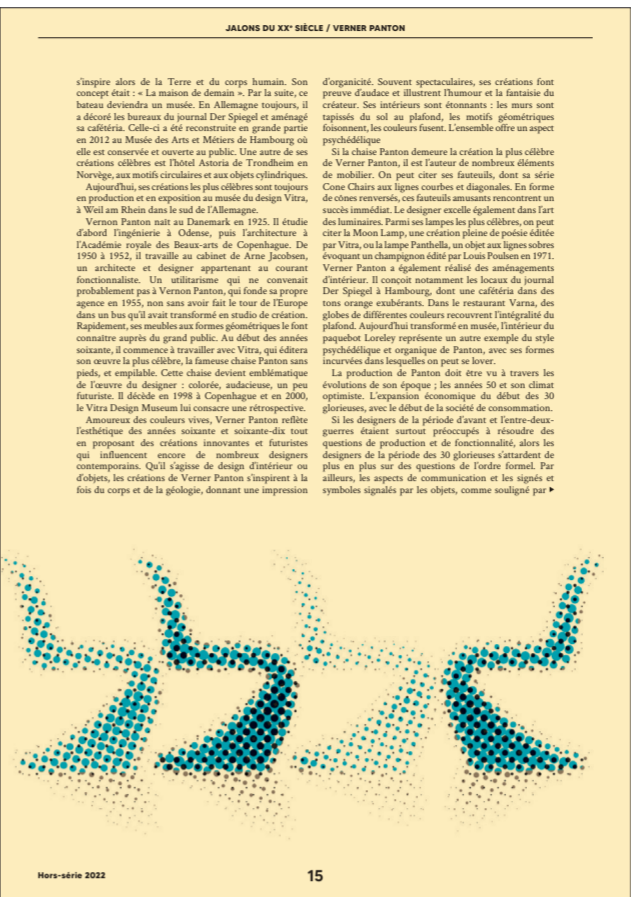 JALONS DU XXe SIÈCLE / VERNER PANTON
s'inspire alors de la Terre et du corps humain. Son
concept était : « La maison de demain ». Par la suite, ce
bateau deviendra un musée. En Allemagne toujours, il
a décoré les bureaux du journal Der Spiegel et aménagé
sa cafétéria. Celle-ci a été reconstruite en grande partie
en 2012 au Musée des Arts et Métiers de Hambourg où
elle est conservée et ouverte au public. Une autre de ses
créations célèbres est l'hôtel Astoria de Trondheim en
Norvège, aux motifs circulaires et aux objets cylindriques.
Aujourd'hui, ses créations les plus célèbres sont toujours
en production et en exposition au musée du design Vitra,
à Weil am Rhein dans le sud de l'Allemagne.
Vernon Panton naît au Danemark en 1925. Il étudie
d'abord l'ingénierie à Odense, puis l'architecture à
l'Académie royale des Beaux-arts de Copenhague. De
1950 à 1952, il travaille au cabinet de Arne Jacobsen,
un architecte et designer appartenant au courant
fonctionnaliste. Un utilitarisme qui ne convenait
probablement pas à Vernon Panton, qui fonde sa propre
agence en 1955, non sans avoir fait le tour de l'Europe
dans un bus qu'il avait transformé en studio de création.
Rapidement, ses meubles aux formes géométriques le font
connaître auprès du grand public. Au début des années
soixante, il commence à travailler avec Vitra, qui éditera
son œuvre la plus célèbre, la fameuse chaise Panton sans
pieds, et empilable. Cette chaise devient emblématique
de l'œuvre du designer : colorée, audacieuse, un peu
futuriste. Il décède en 1998 à Copenhague et en 2000,
le Vitra Design Museum lui consacre une rétrospective.
Amoureux des couleurs vives, Verner Panton reflète
l'esthétique des années soixante et soixante-dix tout
en proposant des créations innovantes et futuristes
qui influencent encore de nombreux designers
contemporains. Qu'il s'agisse de design d'intérieur ou
d'objets, les créations de Verner Panton s'inspirent à la
fois du corps et de la géologie, donnant une impression
d'organicité. Souvent spectaculaires, ses créations font
preuve d'audace et illustrent l'humour et la fantaisie du
créateur. Ses intérieurs sont étonnants : les murs sont
tapissés du sol au plafond, les motifs géométriques
foisonnent, les couleurs fusent. L'ensemble offre un aspect
psychédélique
Si la chaise Panton demeure la création la plus célèbre
de Verner Panton, il est l'auteur de nombreux éléments
de mobilier. On peut citer ses fauteuils, dont sa série
Cone Chairs aux lignes courbes et diagonales. En forme
de cônes renversés, ces fauteuils amusants rencontrent un
succès immédiat. Le designer excelle également dans l'art
des luminaires. Parmi ses lampes les plus célèbres, on peut
citer la Moon Lamp, une création pleine de poésie éditée
par Vitra, ou la lampe Panthella, un objet aux lignes sobres
évoquant un champignon édité par Louis Poulsen en 1971.
Verner Panton a également réalisé des aménagements
d'intérieur. Il conçoit notamment les locaux du journal
Der Spiegel à Hambourg, dont une cafétéria dans des
tons orange exubérants. Dans le restaurant Varna, des
globes de différentes couleurs recouvrent l'intégralité du
plafond. Aujourd'hui transformé en musée, l'intérieur du
paquebot Loreley représente un autre exemple du style
psychédélique et organique de Panton, avec ses formes
incurvées dans lesquelles on peut se lover.
La production de Panton doit être vu à travers les
évolutions de son époque ; les années 50 et son climat
optimiste. L'expansion économique du début des 30
glorieuses, avec le début de la société de consommation.
Si les designers de la période d'avant et l'entre-deux-
guerres étaient surtout préoccupés à résoudre des
questions de production et de fonctionnalité, alors les
designers de la période des 30 glorieuses s'attardent de
plus en plus sur des questions de l'ordre formel. Par
ailleurs, les aspects de communication et les signés et
symboles signalés par les objets, comme souligné par ▶
Hors-série 2022
15